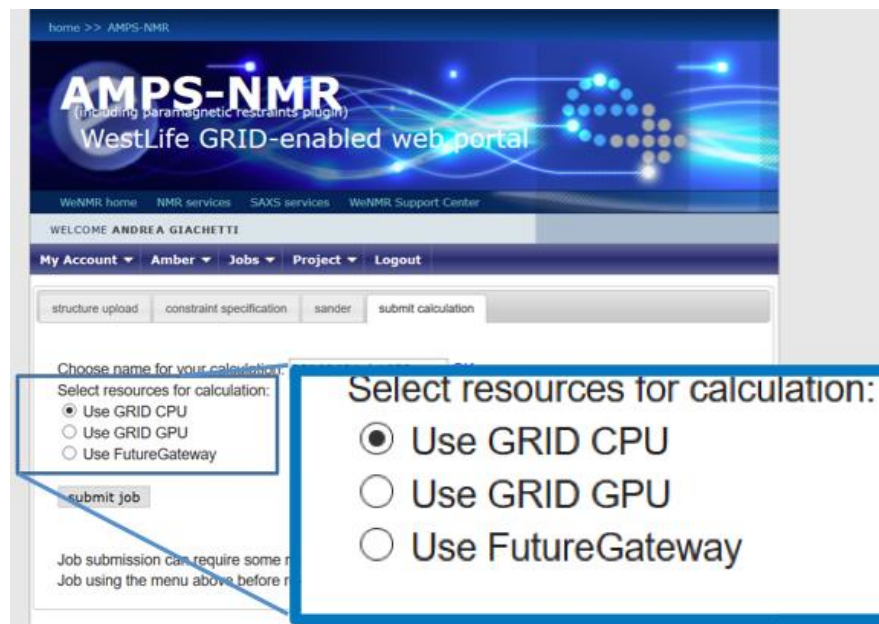 home >> AMPS-NMR
AMPS-NMR
(including paramagnetic restraints plugin)
WestLife GRID-enabled web portal
WeNMR home NMR services SAXS services WeNMR Support Center
WELCOME ANDREA GIACHETTI
My Account Amber Jobs Project Logout
structure upload constraint specification sander submit calculation
Choose name for your calculation:
Select resources for calculation:
Use GRID CPU
Use GRID GPU
Use FutureGateway
submit job
Job submission can require some
Job using the menu above before
Select resources for calculation:
Use GRID CPU
Use GRID GPU
Use FutureGateway